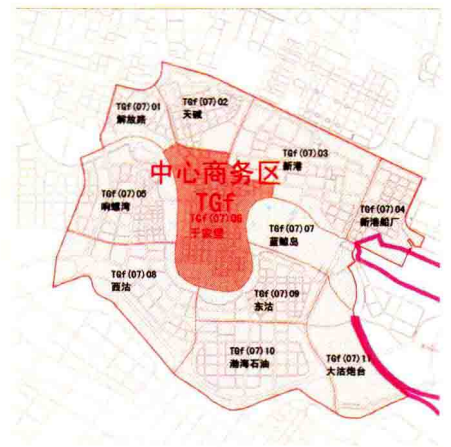 TGf(07)01
解放路
TGf(07)02
天碱
TGf(07)03
新港
中心商务区
TGf
TGf(07)04
新港船厂
TGf(07)05
响螺湾
TGf(07)06
于家堡
TGf(07)07
蓝鲸岛
TGf(07)08
西沽
TGf(07)09
东沽
TGf(07)10
渤海石油
TGf(07)11
大沽炮台